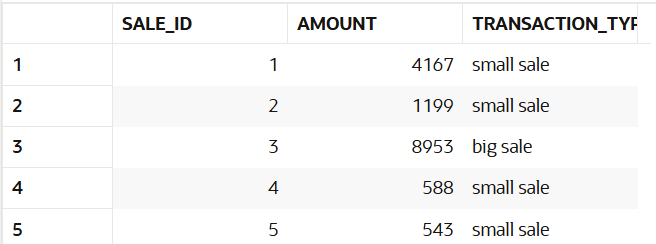 SALE_ID AMOUNT TRANSACTION_TYP
1 1 4167 small sale
2 2 1199 small sale
3 3 8953 big sale
4 4 588 small sale
5 5 543 small sale